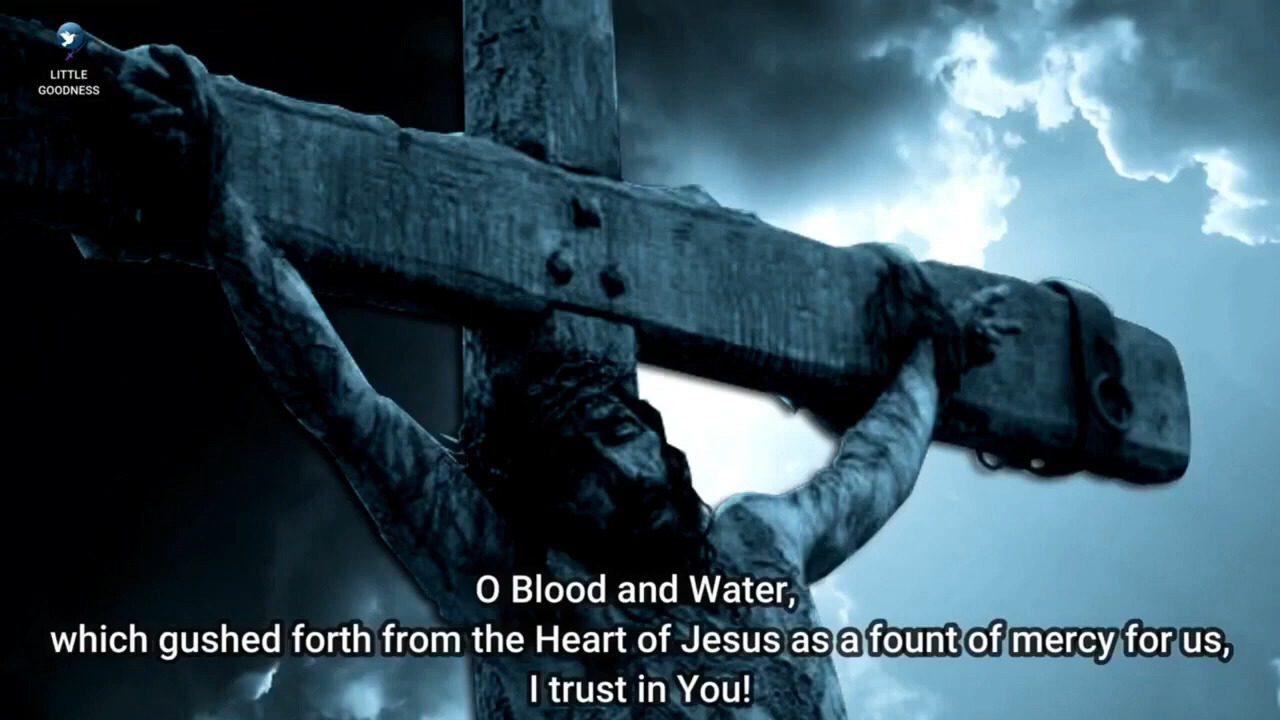 LITTLE
GOODNESS
O Blood and Water,
which gushed forth from the Heart of Jesus as a fount of mercy for us,
I trust in You!